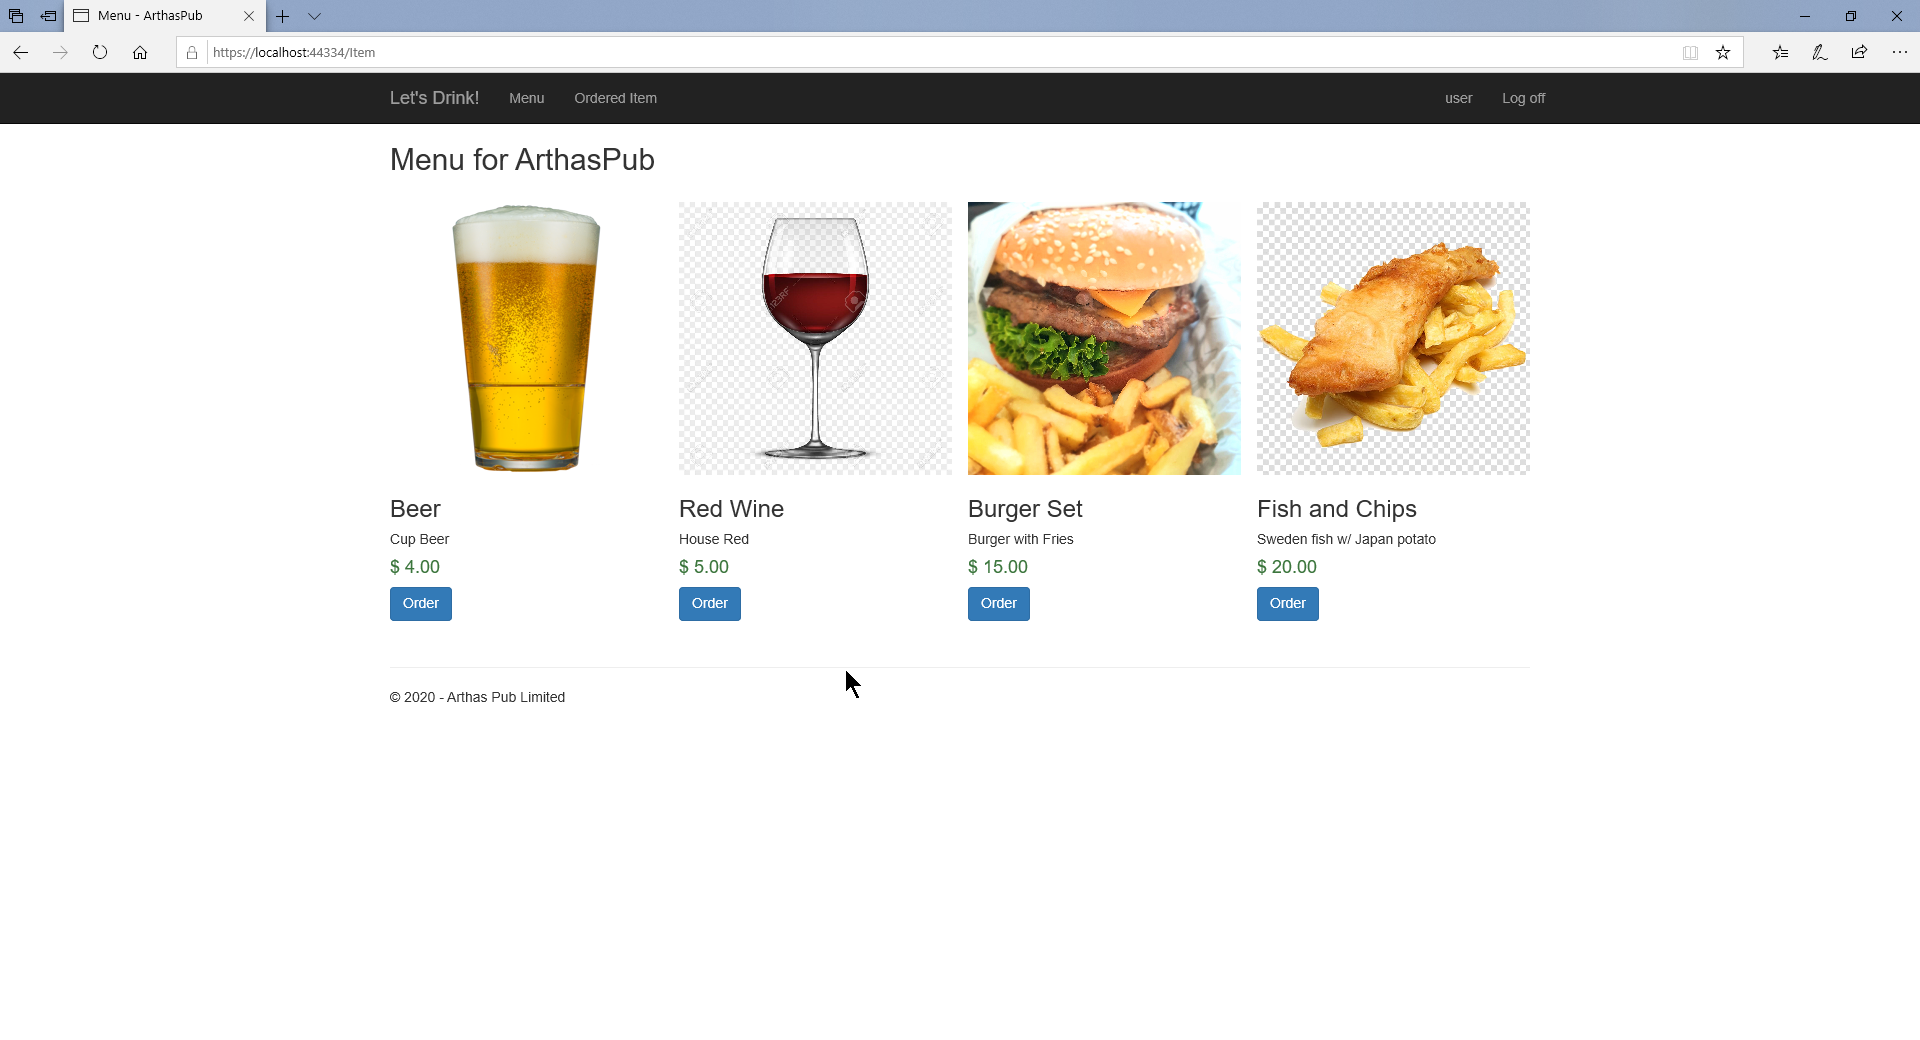 Menu - ArthasPub
https://localhost:44334/Item
Let's Drink!
Menu
Ordered Item
user
Log off
Menu for ArthasPub
123RF
Beer
Cup Beer
$ 4.00
Order
Red Wine
House Red
$ 5.00
Order
Burger Set
Burger with Fries
$ 15.00
Order
Fish and Chips
Sweden fish w/ Japan potato
$ 20.00
Order
© 2020 - Arthas Pub Limited